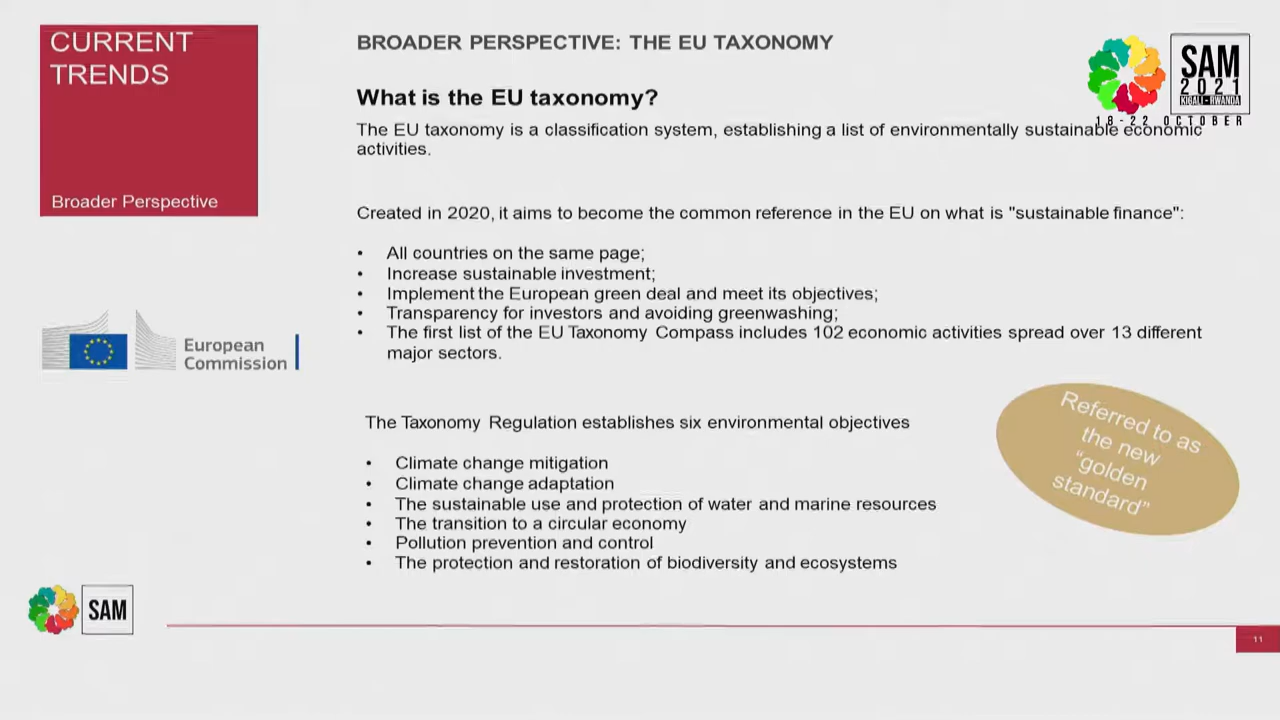 CURRENT
TRENDS
Broader Perspective
BROADER PERSPECTIVE: THE EU TAXONOMY
SAM
2021
KIGALI - RWANDA
18-22 OCTOBER
What is the EU taxonomy?
The EU taxonomy is a classification system, establishing a list of environmentally sustainable economic
activities.
Created in 2020, it aims to become the common reference in the EU on what is "sustainable finance":
• All countries on the same page;
• Increase sustainable investment;
• Implement the European green deal and meet its objectives;
• Transparency for investors and avoiding greenwashing;
• The first list of the EU Taxonomy Compass includes 102 economic activities spread over 13 different
major sectors.
European
Commission
The Taxonomy Regulation establishes six environmental objectives
• Climate change mitigation
• Climate change adaptation
• The sustainable use and protection of water and marine resources
• The transition to a circular economy
• Pollution prevention and control
• The protection and restoration of biodiversity and ecosystems
Referred to as
the new
“golden
standard”
SAM
11